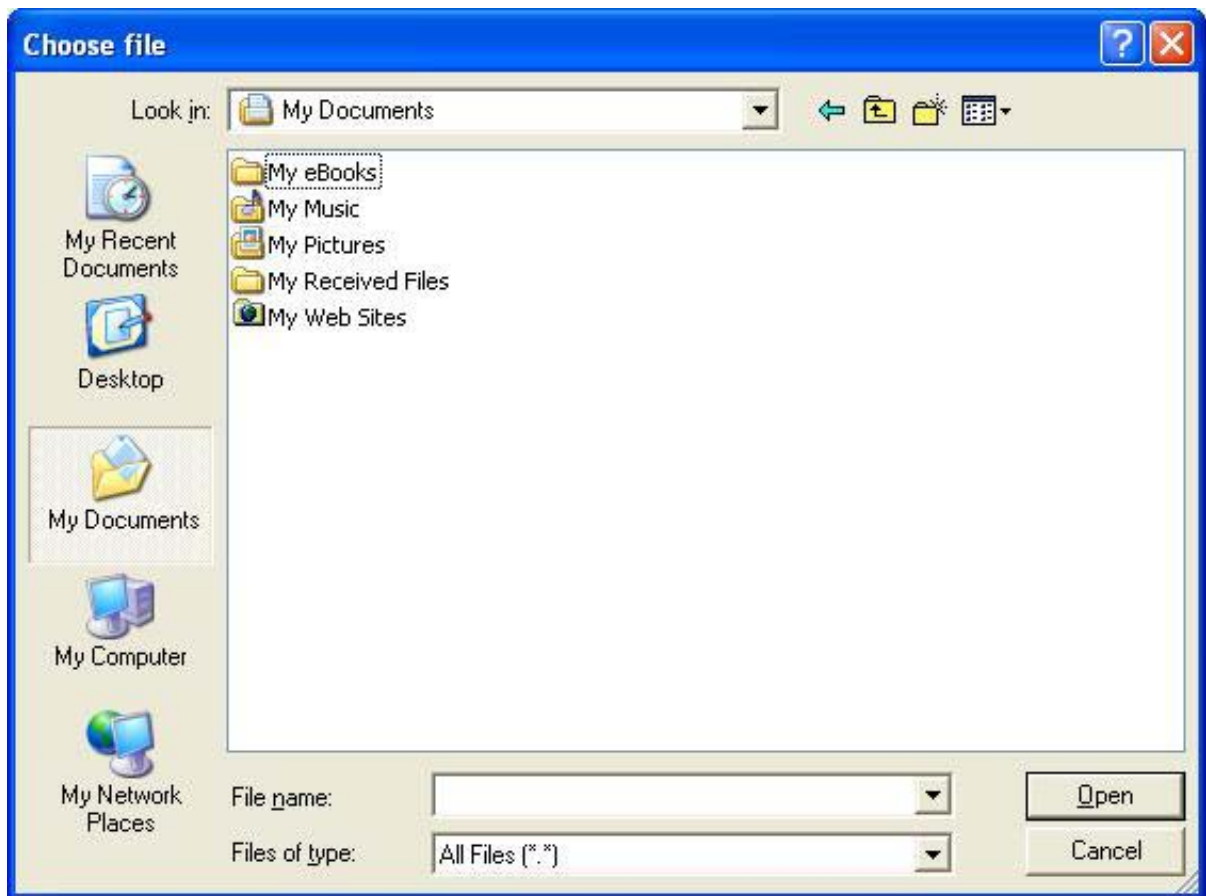 Choose file
?
Look in:
My Documents
My eBooks
My Music
My Pictures
My Received Files
My Web Sites
My Recent
Documents
Desktop
My Documents
My Computer
My Network
Places
File name:
Open
Files of type:
All Files (*.*)
Cancel